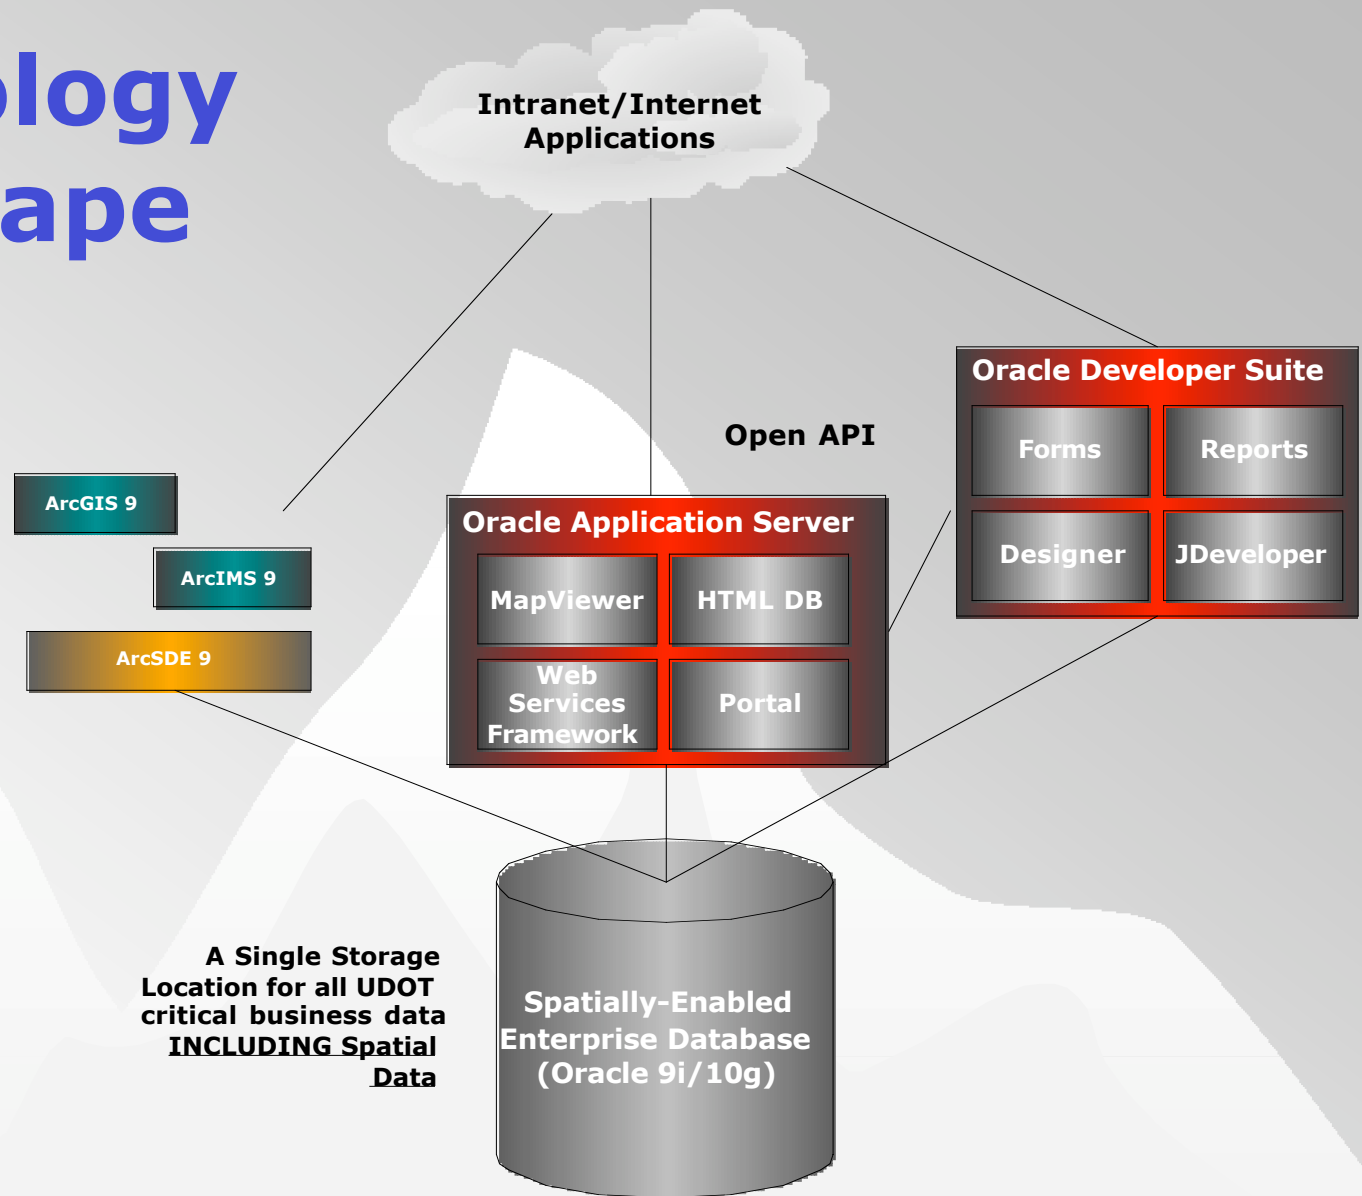 ology
ape
Intranet/Internet
Applications
Oracle Developer Suite
Forms
Reports
Designer
JDeveloper
Open API
ArcGIS 9
ArcIMS 9
ArcSDE 9
Oracle Application Server
MapViewer
HTML DB
Web
Services
Framework
Portal
A Single Storage
Location for all UDOT
critical business data
INCLUDING Spatial
Data
Spatially-Enabled
Enterprise Database
(Oracle 9i/10g)